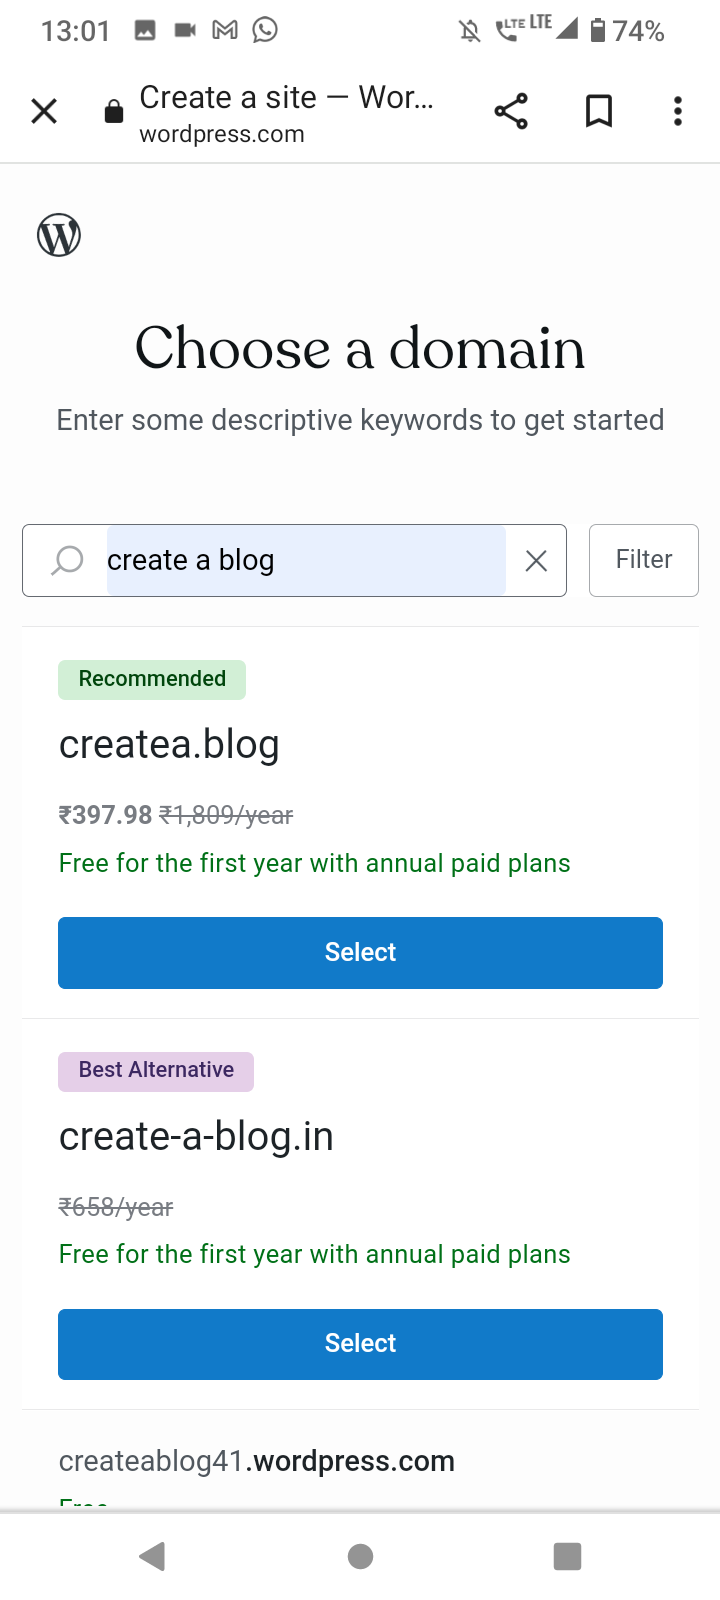 13:01 LTE LTE 74%
Create a site — Wor...
wordpress.com
Choose a domain
Enter some descriptive keywords to get started
create a blog
Filter
Recommended
createa.blog
₹397.98 ₹1,809/year
Free for the first year with annual paid plans
Select
Best Alternative
create-a-blog.in
₹658/year
Free for the first year with annual paid plans
Select
createablog41.wordpress.com
Free